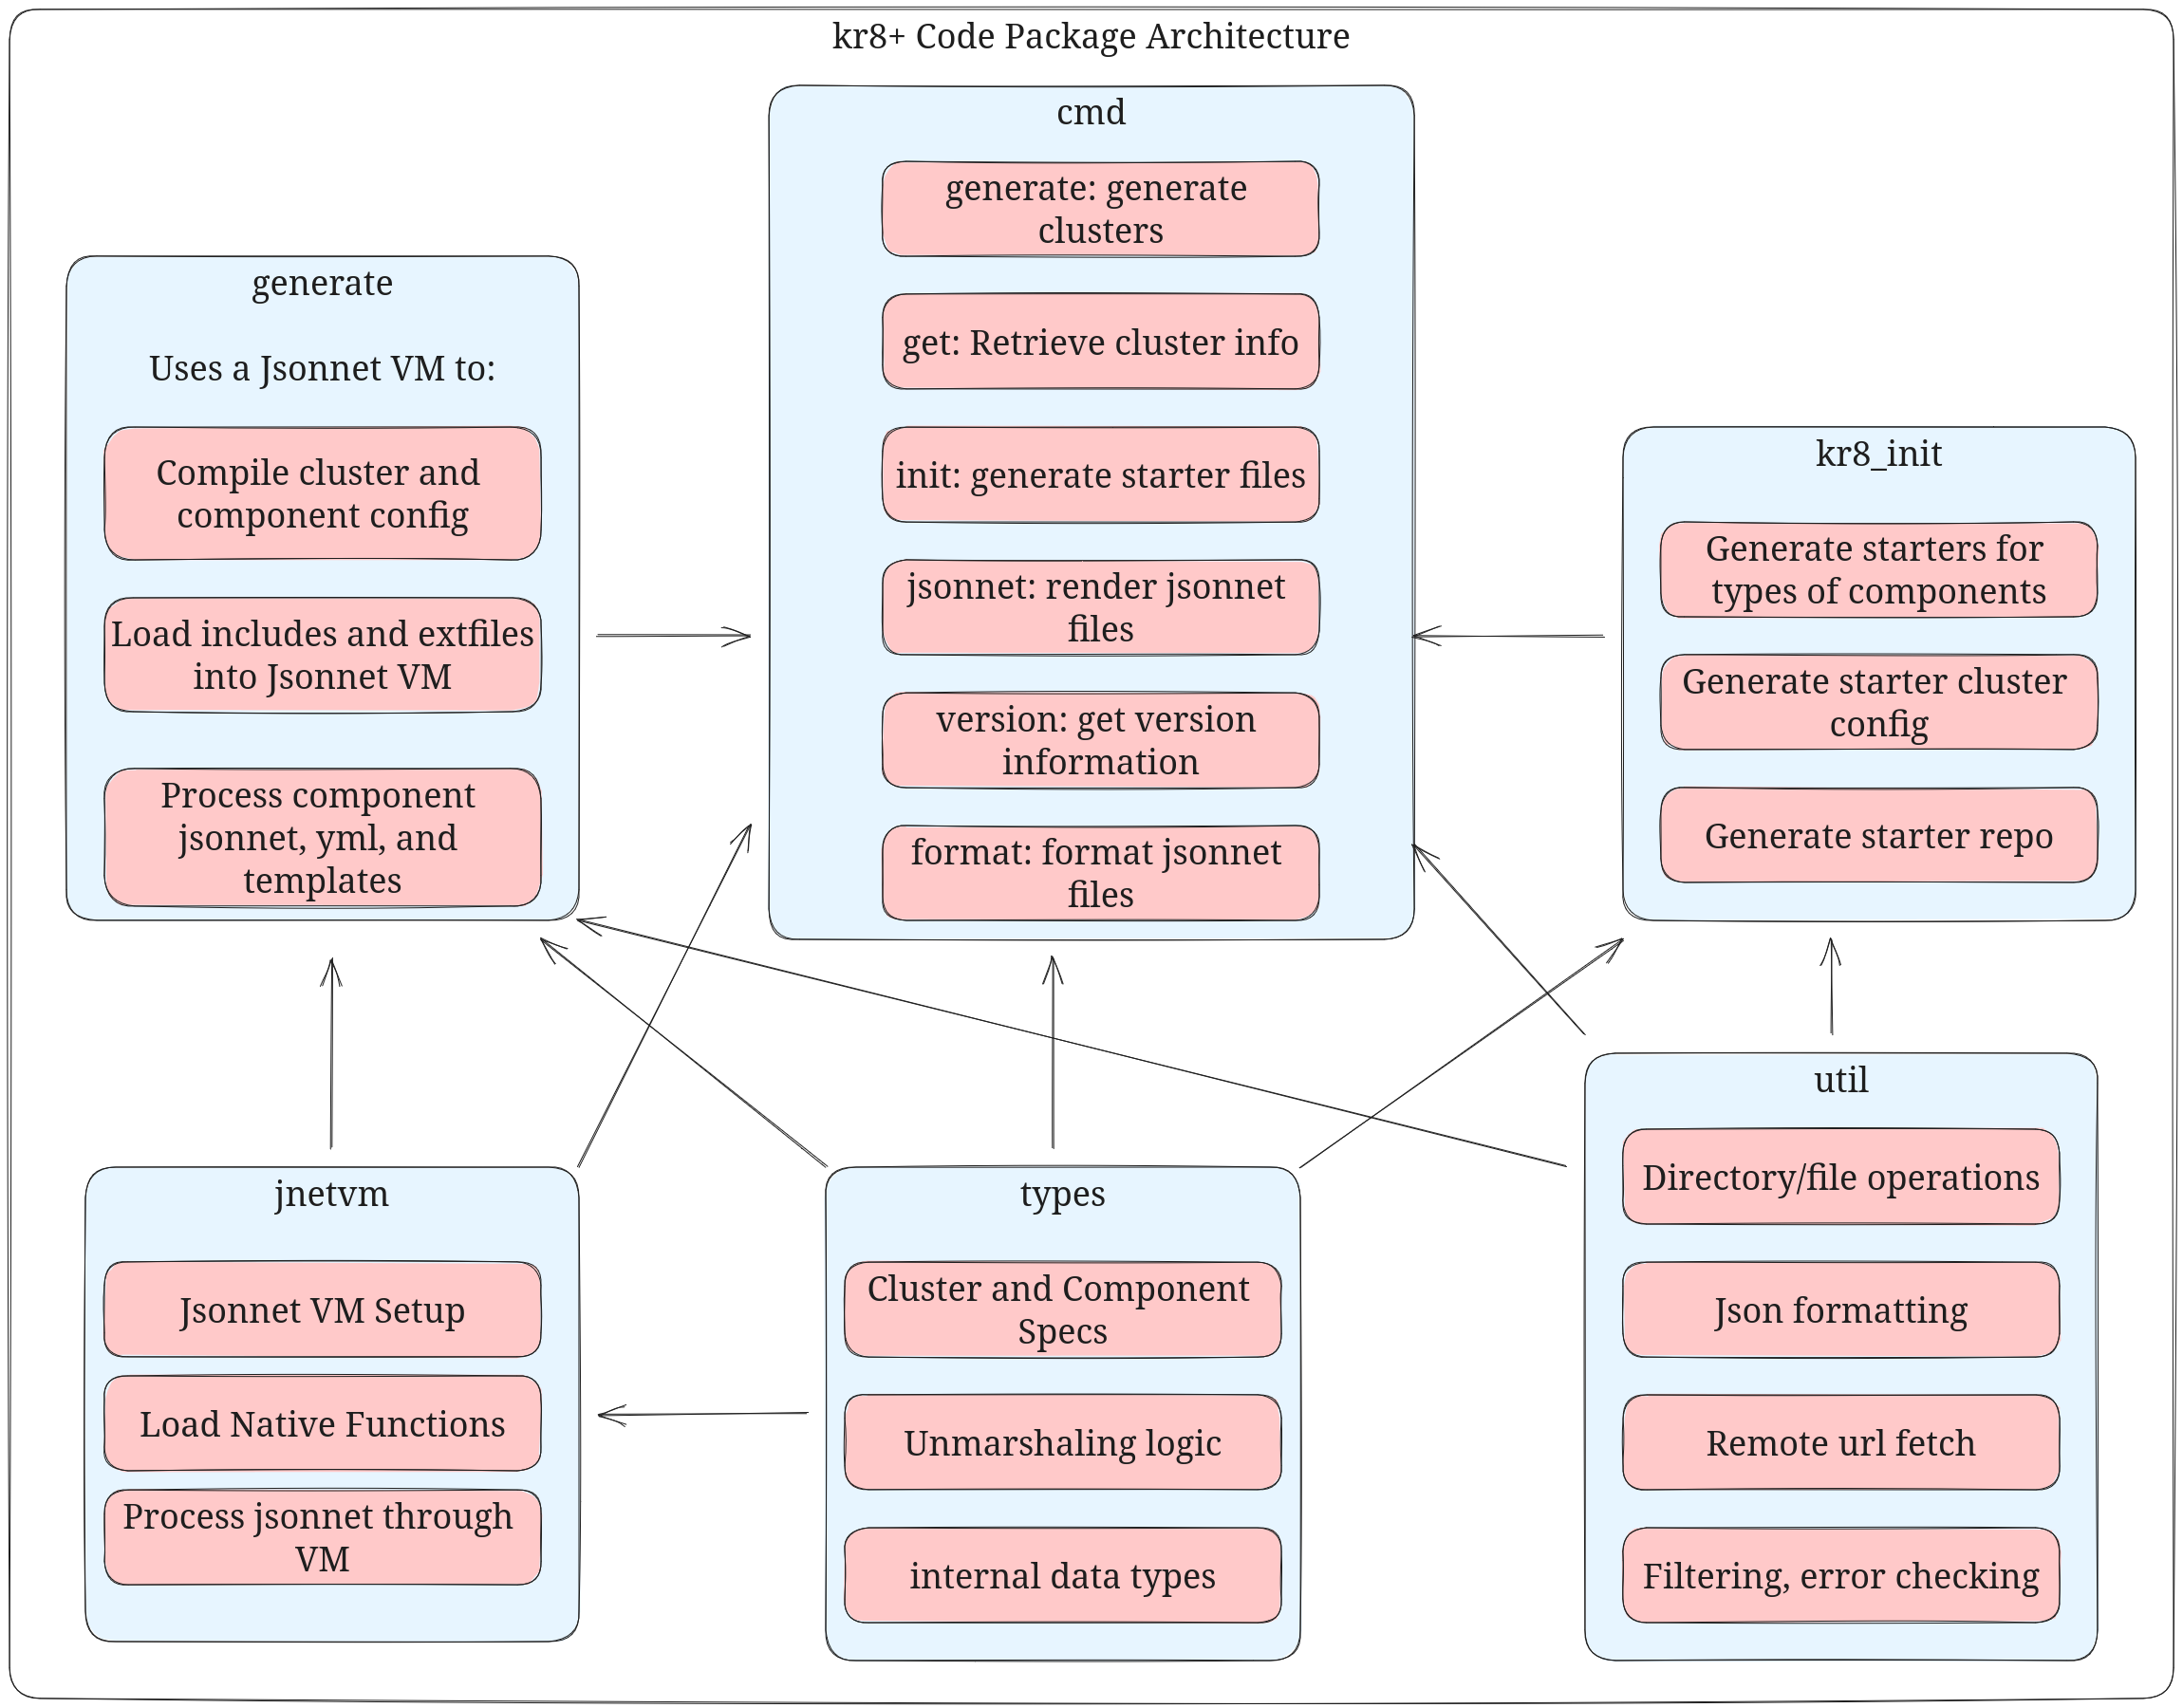 kr8+ Code Package Architecture
cmd
generate: generate
clusters
get: Retrieve cluster info
init: generate starter files
jsonnet: render jsonnet
files
version: get version
information
format: format jsonnet
files
generate
Uses a Jsonnet VM to:
Compile cluster and
component config
Load includes and extfiles
into Jsonnet VM
Process component
jsonnet, yml, and
templates
kr8_init
Generate starters for
types of components
Generate starter cluster
config
Generate starter repo
jnetvm
Jsonnet VM Setup
Load Native Functions
Process jsonnet through
VM
types
Cluster and Component
Specs
Unmarshaling logic
internal data types
util
Directory/file operations
Json formatting
Remote url fetch
Filtering, error checking